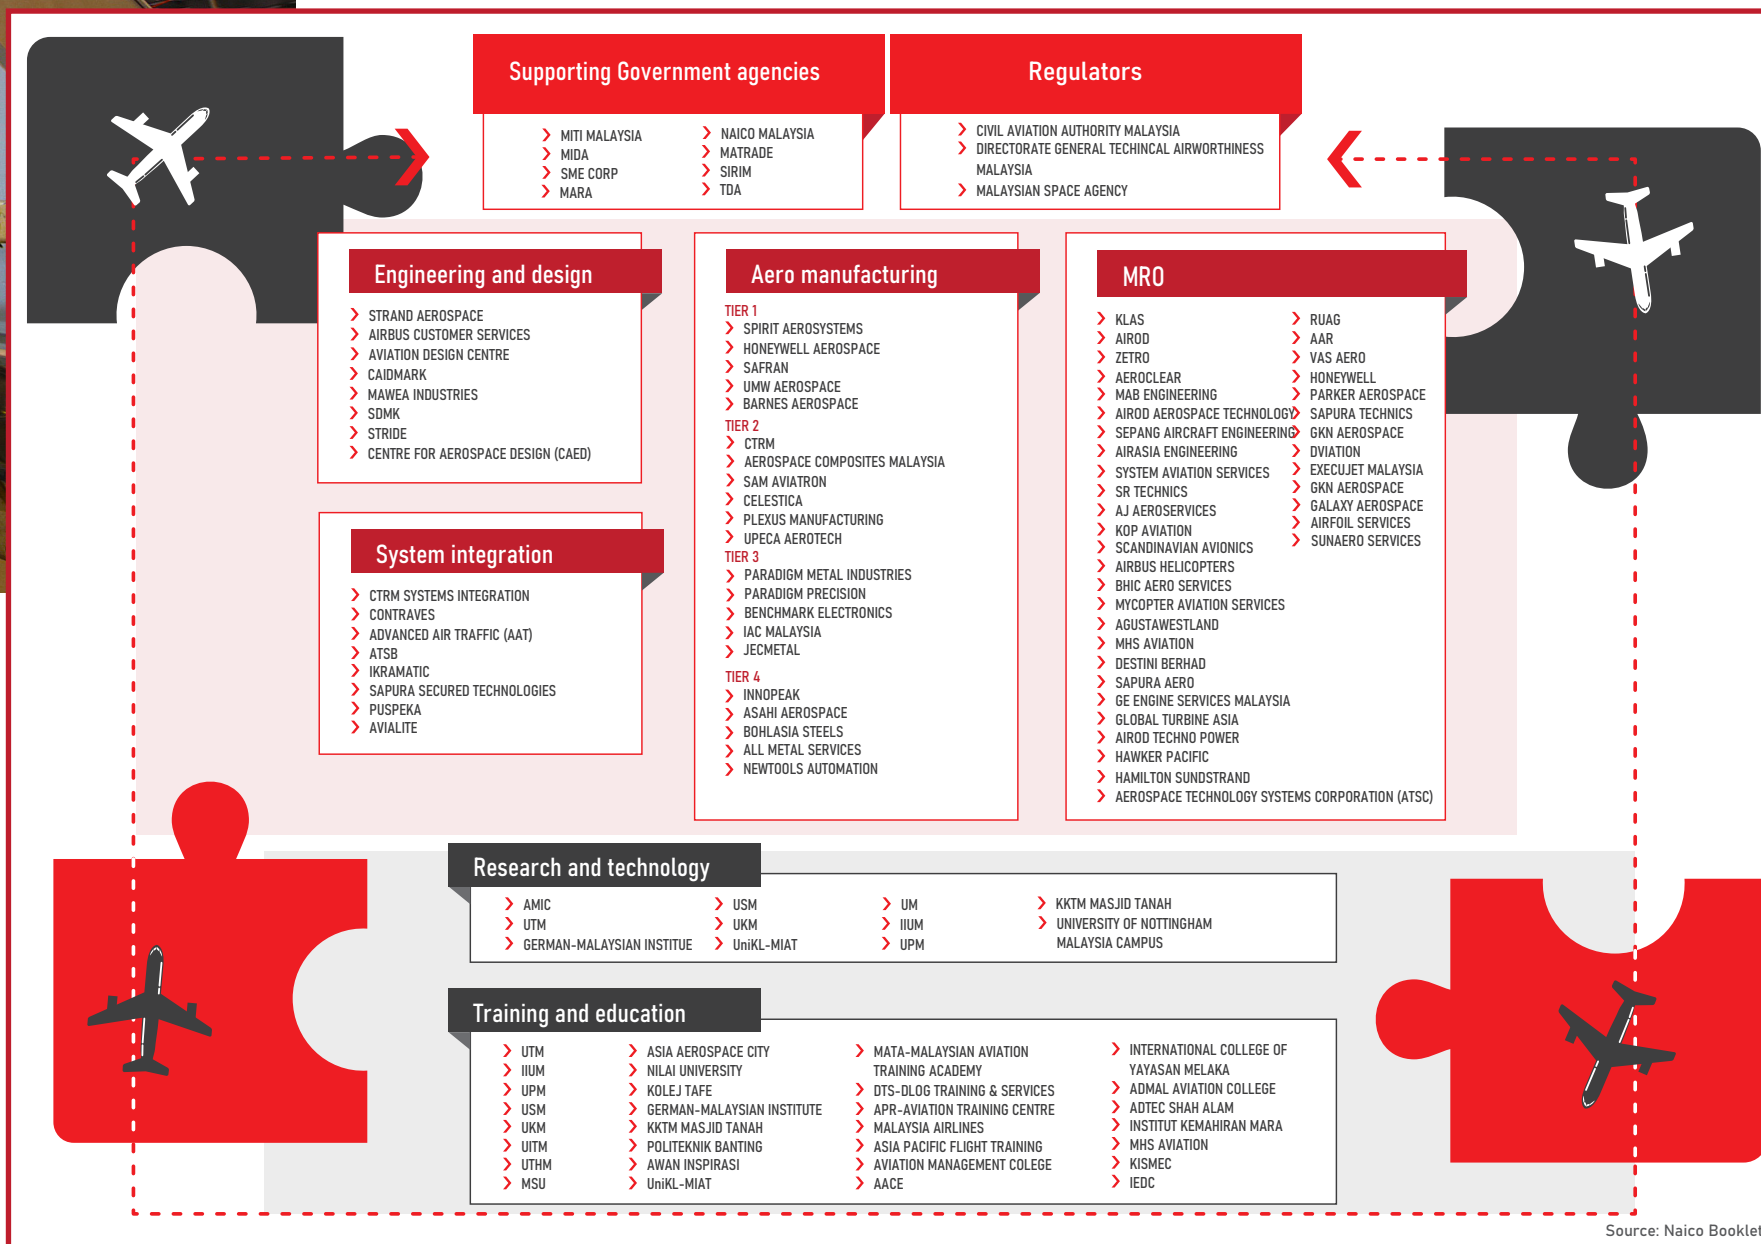 Supporting Government agencies
MITI MALAYSIA
MIDA
SME CORP
MARA
NAICO MALAYSIA
MATRADE
SIRIM
TDA
Regulators
CIVIL AVIATION AUTHORITY MALAYSIA
DIRECTORATE GENERAL TECHINCAL AIRWORTHINESS
MALAYSIA
MALAYSIAN SPACE AGENCY
Engineering and design
STRAND AEROSPACE
AIRBUS CUSTOMER SERVICES
AVIATION DESIGN CENTRE
CAIDMARK
MAWEA INDUSTRIES
SDMK
STRIDE
CENTRE FOR AEROSPACE DESIGN (CAED)
System integration
CTRM SYSTEMS INTEGRATION
CONTRAVES
ADVANCED AIR TRAFFIC (AAT)
ATSB
IKRAMATIC
SAPURA SECURED TECHNOLOGIES
PUSPEKA
AVIALITE
Aero manufacturing
TIER 1
SPIRIT AEROSYSTEMS
HONEYWELL AEROSPACE
SAFRAN
UMW AEROSPACE
BARNES AEROSPACE
TIER 2
CTRM
AEROSPACE COMPOSITES MALAYSIA
SAM AVIATRON
CELESTICA
PLEXUS MANUFACTURING
UPECA AEROTECH
TIER 3
PARADIGM METAL INDUSTRIES
PARADIGM PRECISION
BENCHMARK ELECTRONICS
IAC MALAYSIA
JECMETAL
TIER 4
INNOPEAK
ASAHI AEROSPACE
BOHLASIA STEELS
ALL METAL SERVICES
NEWTOOLS AUTOMATION
MRO
KLAS
AIROD
ZETRO
AEROCLEAR
MAB ENGINEERING
AIROD AEROSPACE TECHNOLOGY
SEPANG AIRCRAFT ENGINEERING
AIRASIA ENGINEERING
SYSTEM AVIATION SERVICES
SR TECHNICS
AJ AEROSERVICES
KOP AVIATION
SCANDINAVIAN AVIONICS
AIRBUS HELICOPTERS
BHIC AERO SERVICES
MYCOPTER AVIATION SERVICES
AGUSTAWESTLAND
MHS AVIATION
DESTINI BERHAD
SAPURA AERO
GE ENGINE SERVICES MALAYSIA
GLOBAL TURBINE ASIA
AIROD TECHNO POWER
HAWKER PACIFIC
HAMILTON SUNDSTRAND
AEROSPACE TECHNOLOGY SYSTEMS CORPORATION (ATSC)
RUAG
AAR
VAS AERO
HONEYWELL
PARKER AEROSPACE
SAPURA TECHNICS
GKN AEROSPACE
DVIATION
EXECUJET MALAYSIA
GKN AEROSPACE
GALAXY AEROSPACE
AIRFOIL SERVICES
SUNAERO SERVICES
Research and technology
AMIC
UTM
GERMAN-MALAYSIAN INSTITUE
USM
UKM
UniKL-MIAT
UM
IIUM
UPM
KKTM MASJID TANAH
UNIVERSITY OF NOTTINGHAM
MALAYSIA CAMPUS
Training and education
UTM
IIUM
UPM
USM
UKM
UITM
UTHM
MSU
ASIA AEROSPACE CITY
NILAI UNIVERSITY
KOLEJ TAFE
GERMAN-MALAYSIAN INSTITUTE
KKTM MASJID TANAH
POLITEKNIK BANTING
AWAN INSPIRASI
UniKL-MIAT
MATA-MALAYSIAN AVIATION
TRAINING ACADEMY
DTS-DLOG TRAINING & SERVICES
APR-AVIATION TRAINING CENTRE
MALAYSIA AIRLINES
ASIA PACIFIC FLIGHT TRAINING
AVIATION MANAGEMENT COLEGE
AACE
INTERNATIONAL COLLEGE OF
YAYASAN MELAKA
ADMAL AVIATION COLLEGE
ADTEC SHAH ALAM
INSTITUT KEMAHIRAN MARA
MHS AVIATION
KISMEC
IEDC
Source: Naico Booklet